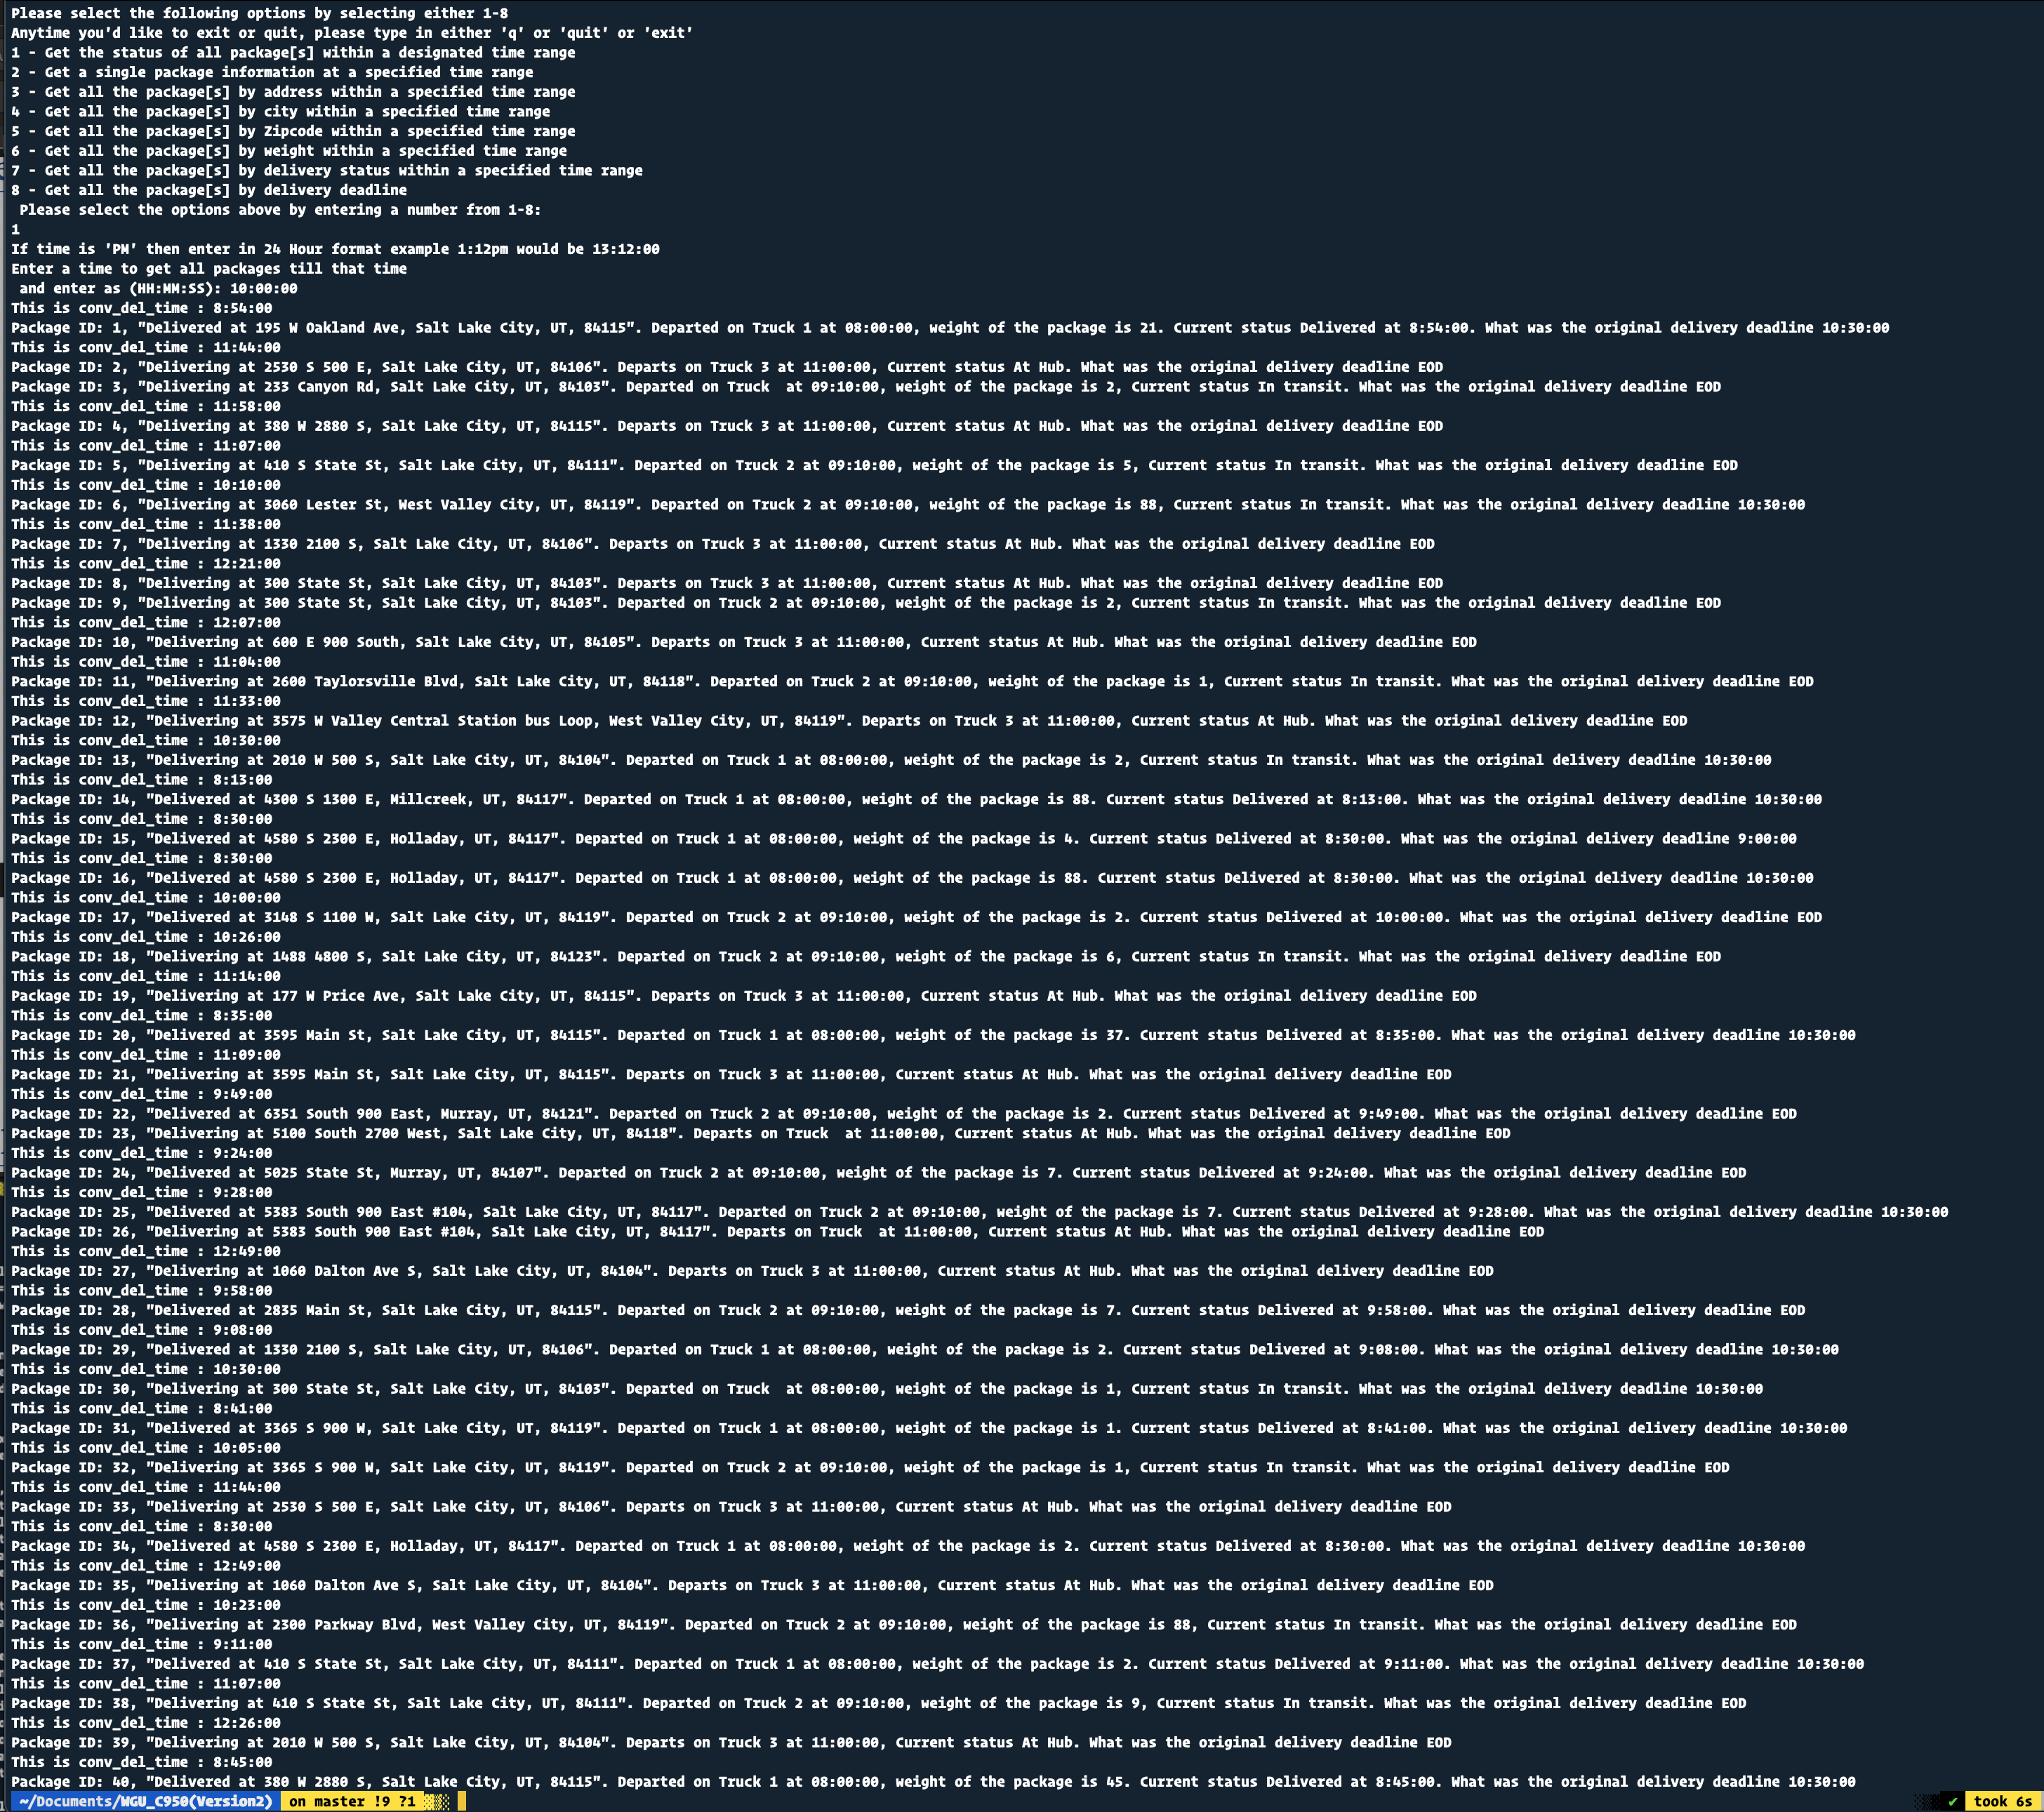 Please select the following options by selecting either 1-8
Anytime you'd like to exit or quit, please type in either 'q' or 'quit' or 'exit'
1 - Get the status of all package[s] within a designated time range
2 - Get a single package information at a specified time range
3 - Get all the package[s] by address within a specified time range
4 - Get all the package[s] by city within a specified time range
5 - Get all the package[s] by Zipcode within a specified time range
6 - Get all the package[s] by weight within a specified time range
7 - Get all the package[s] by delivery status within a specified time range
8 - Get all the package[s] by delivery deadline
 Please select the options above by entering a number from 1-8:
1
If time is 'PM' then enter in 24 Hour format example 1:12pm would be 13:12:00
Enter a time to get all packages till that time
 and enter as (HH:MM:SS): 10:00:00
This is conv_del_time : 8:54:00
Package ID: 1, "Delivered at 195 W Oakland Ave, Salt Lake City, UT, 84115". Departed on Truck 1 at 08:00:00, weight of the package is 21. Current status Delivered at 8:54:00. What was the original delivery deadline 10:30:00
This is conv_del_time : 11:44:00
Package ID: 2, "Delivering at 2530 S 500 E, Salt Lake City, UT, 84106". Departs on Truck 3 at 11:00:00, Current status At Hub. What was the original delivery deadline EOD
Package ID: 3, "Delivering at 233 Canyon Rd, Salt Lake City, UT, 84103". Departed on Truck  at 09:10:00, weight of the package is 2, Current status In transit. What was the original delivery deadline EOD
This is conv_del_time : 11:58:00
Package ID: 4, "Delivering at 380 W 2880 S, Salt Lake City, UT, 84115". Departs on Truck 3 at 11:00:00, Current status At Hub. What was the original delivery deadline EOD
This is conv_del_time : 11:07:00
Package ID: 5, "Delivering at 410 S State St, Salt Lake City, UT, 84111". Departed on Truck 2 at 09:10:00, weight of the package is 5, Current status In transit. What was the original delivery deadline EOD
This is conv_del_time : 10:10:00
Package ID: 6, "Delivering at 3060 Lester St, West Valley City, UT, 84119". Departed on Truck 2 at 09:10:00, weight of the package is 88, Current status In transit. What was the original delivery deadline 10:30:00
This is conv_del_time : 11:38:00
Package ID: 7, "Delivering at 1330 2100 S, Salt Lake City, UT, 84106". Departs on Truck 3 at 11:00:00, Current status At Hub. What was the original delivery deadline EOD
This is conv_del_time : 12:21:00
Package ID: 8, "Delivering at 300 State St, Salt Lake City, UT, 84103". Departs on Truck 3 at 11:00:00, Current status At Hub. What was the original delivery deadline EOD
Package ID: 9, "Delivering at 300 State St, Salt Lake City, UT, 84103". Departed on Truck 2 at 09:10:00, weight of the package is 2, Current status In transit. What was the original delivery deadline EOD
This is conv_del_time : 12:07:00
Package ID: 10, "Delivering at 600 E 900 South, Salt Lake City, UT, 84105". Departs on Truck 3 at 11:00:00, Current status At Hub. What was the original delivery deadline EOD
This is conv_del_time : 11:04:00
Package ID: 11, "Delivering at 2600 Taylorsville Blvd, Salt Lake City, UT, 84118". Departed on Truck 2 at 09:10:00, weight of the package is 1, Current status In transit. What was the original delivery deadline EOD
This is conv_del_time : 11:33:00
Package ID: 12, "Delivering at 3575 W Valley Central Station bus Loop, West Valley City, UT, 84119". Departs on Truck 3 at 11:00:00, Current status At Hub. What was the original delivery deadline EOD
This is conv_del_time : 10:30:00
Package ID: 13, "Delivering at 2010 W 500 S, Salt Lake City, UT, 84104". Departed on Truck 1 at 08:00:00, weight of the package is 2, Current status In transit. What was the original delivery deadline 10:30:00
This is conv_del_time : 8:13:00
Package ID: 14, "Delivered at 4300 S 1300 E, Millcreek, UT, 84117". Departed on Truck 1 at 08:00:00, weight of the package is 88. Current status Delivered at 8:13:00. What was the original delivery deadline 10:30:00
This is conv_del_time : 8:30:00
Package ID: 15, "Delivered at 4580 S 2300 E, Holladay, UT, 84117". Departed on Truck 1 at 08:00:00, weight of the package is 4. Current status Delivered at 8:30:00. What was the original delivery deadline 9:00:00
This is conv_del_time : 8:30:00
Package ID: 16, "Delivered at 4580 S 2300 E, Holladay, UT, 84117". Departed on Truck 1 at 08:00:00, weight of the package is 88. Current status Delivered at 8:30:00. What was the original delivery deadline 10:30:00
This is conv_del_time : 10:00:00
Package ID: 17, "Delivered at 3148 S 1100 W, Salt Lake City, UT, 84119". Departed on Truck 2 at 09:10:00, weight of the package is 2. Current status Delivered at 10:00:00. What was the original delivery deadline EOD
This is conv_del_time : 10:26:00
Package ID: 18, "Delivering at 1488 4800 S, Salt Lake City, UT, 84123". Departed on Truck 2 at 09:10:00, weight of the package is 6, Current status In transit. What was the original delivery deadline EOD
This is conv_del_time : 11:14:00
Package ID: 19, "Delivering at 177 W Price Ave, Salt Lake City, UT, 84115". Departs on Truck 3 at 11:00:00, Current status At Hub. What was the original delivery deadline EOD
This is conv_del_time : 8:35:00
Package ID: 20, "Delivered at 3595 Main St, Salt Lake City, UT, 84115". Departed on Truck 1 at 08:00:00, weight of the package is 37. Current status Delivered at 8:35:00. What was the original delivery deadline 10:30:00
This is conv_del_time : 11:09:00
Package ID: 21, "Delivering at 3595 Main St, Salt Lake City, UT, 84115". Departs on Truck 3 at 11:00:00, Current status At Hub. What was the original delivery deadline EOD
This is conv_del_time : 9:49:00
Package ID: 22, "Delivered at 6351 South 900 East, Murray, UT, 84121". Departed on Truck 2 at 09:10:00, weight of the package is 2. Current status Delivered at 9:49:00. What was the original delivery deadline EOD
Package ID: 23, "Delivering at 5100 South 2700 West, Salt Lake City, UT, 84118". Departs on Truck  at 11:00:00, Current status At Hub. What was the original delivery deadline EOD
This is conv_del_time : 9:24:00
Package ID: 24, "Delivered at 5025 State St, Murray, UT, 84107". Departed on Truck 2 at 09:10:00, weight of the package is 7. Current status Delivered at 9:24:00. What was the original delivery deadline EOD
This is conv_del_time : 9:28:00
Package ID: 25, "Delivered at 5383 South 900 East #104, Salt Lake City, UT, 84117". Departed on Truck 2 at 09:10:00, weight of the package is 7. Current status Delivered at 9:28:00. What was the original delivery deadline 10:30:00
Package ID: 26, "Delivering at 5383 South 900 East #104, Salt Lake City, UT, 84117". Departs on Truck  at 11:00:00, Current status At Hub. What was the original delivery deadline EOD
This is conv_del_time : 12:49:00
Package ID: 27, "Delivering at 1060 Dalton Ave S, Salt Lake City, UT, 84104". Departs on Truck 3 at 11:00:00, Current status At Hub. What was the original delivery deadline EOD
This is conv_del_time : 9:58:00
Package ID: 28, "Delivered at 2835 Main St, Salt Lake City, UT, 84115". Departed on Truck 2 at 09:10:00, weight of the package is 7. Current status Delivered at 9:58:00. What was the original delivery deadline EOD
This is conv_del_time : 9:08:00
Package ID: 29, "Delivered at 1330 2100 S, Salt Lake City, UT, 84106". Departed on Truck 1 at 08:00:00, weight of the package is 2. Current status Delivered at 9:08:00. What was the original delivery deadline 10:30:00
This is conv_del_time : 10:30:00
Package ID: 30, "Delivering at 300 State St, Salt Lake City, UT, 84103". Departed on Truck  at 08:00:00, weight of the package is 1, Current status In transit. What was the original delivery deadline 10:30:00
This is conv_del_time : 8:41:00
Package ID: 31, "Delivered at 3365 S 900 W, Salt Lake City, UT, 84119". Departed on Truck 1 at 08:00:00, weight of the package is 1. Current status Delivered at 8:41:00. What was the original delivery deadline 10:30:00
This is conv_del_time : 10:05:00
Package ID: 32, "Delivering at 3365 S 900 W, Salt Lake City, UT, 84119". Departed on Truck 2 at 09:10:00, weight of the package is 1, Current status In transit. What was the original delivery deadline EOD
This is conv_del_time : 11:44:00
Package ID: 33, "Delivering at 2530 S 500 E, Salt Lake City, UT, 84106". Departs on Truck 3 at 11:00:00, Current status At Hub. What was the original delivery deadline EOD
This is conv_del_time : 8:30:00
Package ID: 34, "Delivered at 4580 S 2300 E, Holladay, UT, 84117". Departed on Truck 1 at 08:00:00, weight of the package is 2. Current status Delivered at 8:30:00. What was the original delivery deadline 10:30:00
This is conv_del_time : 12:49:00
Package ID: 35, "Delivering at 1060 Dalton Ave S, Salt Lake City, UT, 84104". Departs on Truck 3 at 11:00:00, Current status At Hub. What was the original delivery deadline EOD
This is conv_del_time : 10:23:00
Package ID: 36, "Delivering at 2300 Parkway Blvd, West Valley City, UT, 84119". Departed on Truck 2 at 09:10:00, weight of the package is 88, Current status In transit. What was the original delivery deadline EOD
This is conv_del_time : 9:11:00
Package ID: 37, "Delivered at 410 S State St, Salt Lake City, UT, 84111". Departed on Truck 1 at 08:00:00, weight of the package is 2. Current status Delivered at 9:11:00. What was the original delivery deadline 10:30:00
This is conv_del_time : 11:07:00
Package ID: 38, "Delivering at 410 S State St, Salt Lake City, UT, 84111". Departed on Truck 2 at 09:10:00, weight of the package is 9, Current status In transit. What was the original delivery deadline EOD
This is conv_del_time : 12:26:00
Package ID: 39, "Delivering at 2010 W 500 S, Salt Lake City, UT, 84104". Departs on Truck 3 at 11:00:00, Current status At Hub. What was the original delivery deadline EOD
This is conv_del_time : 8:45:00
Package ID: 40, "Delivered at 380 W 2880 S, Salt Lake City, UT, 84115". Departed on Truck 1 at 08:00:00, weight of the package is 45. Current status Delivered at 8:45:00. What was the original delivery deadline 10:30:00
~/Documents/WGU_C950(Version2) on master !9 ?1 ✔ took 6s